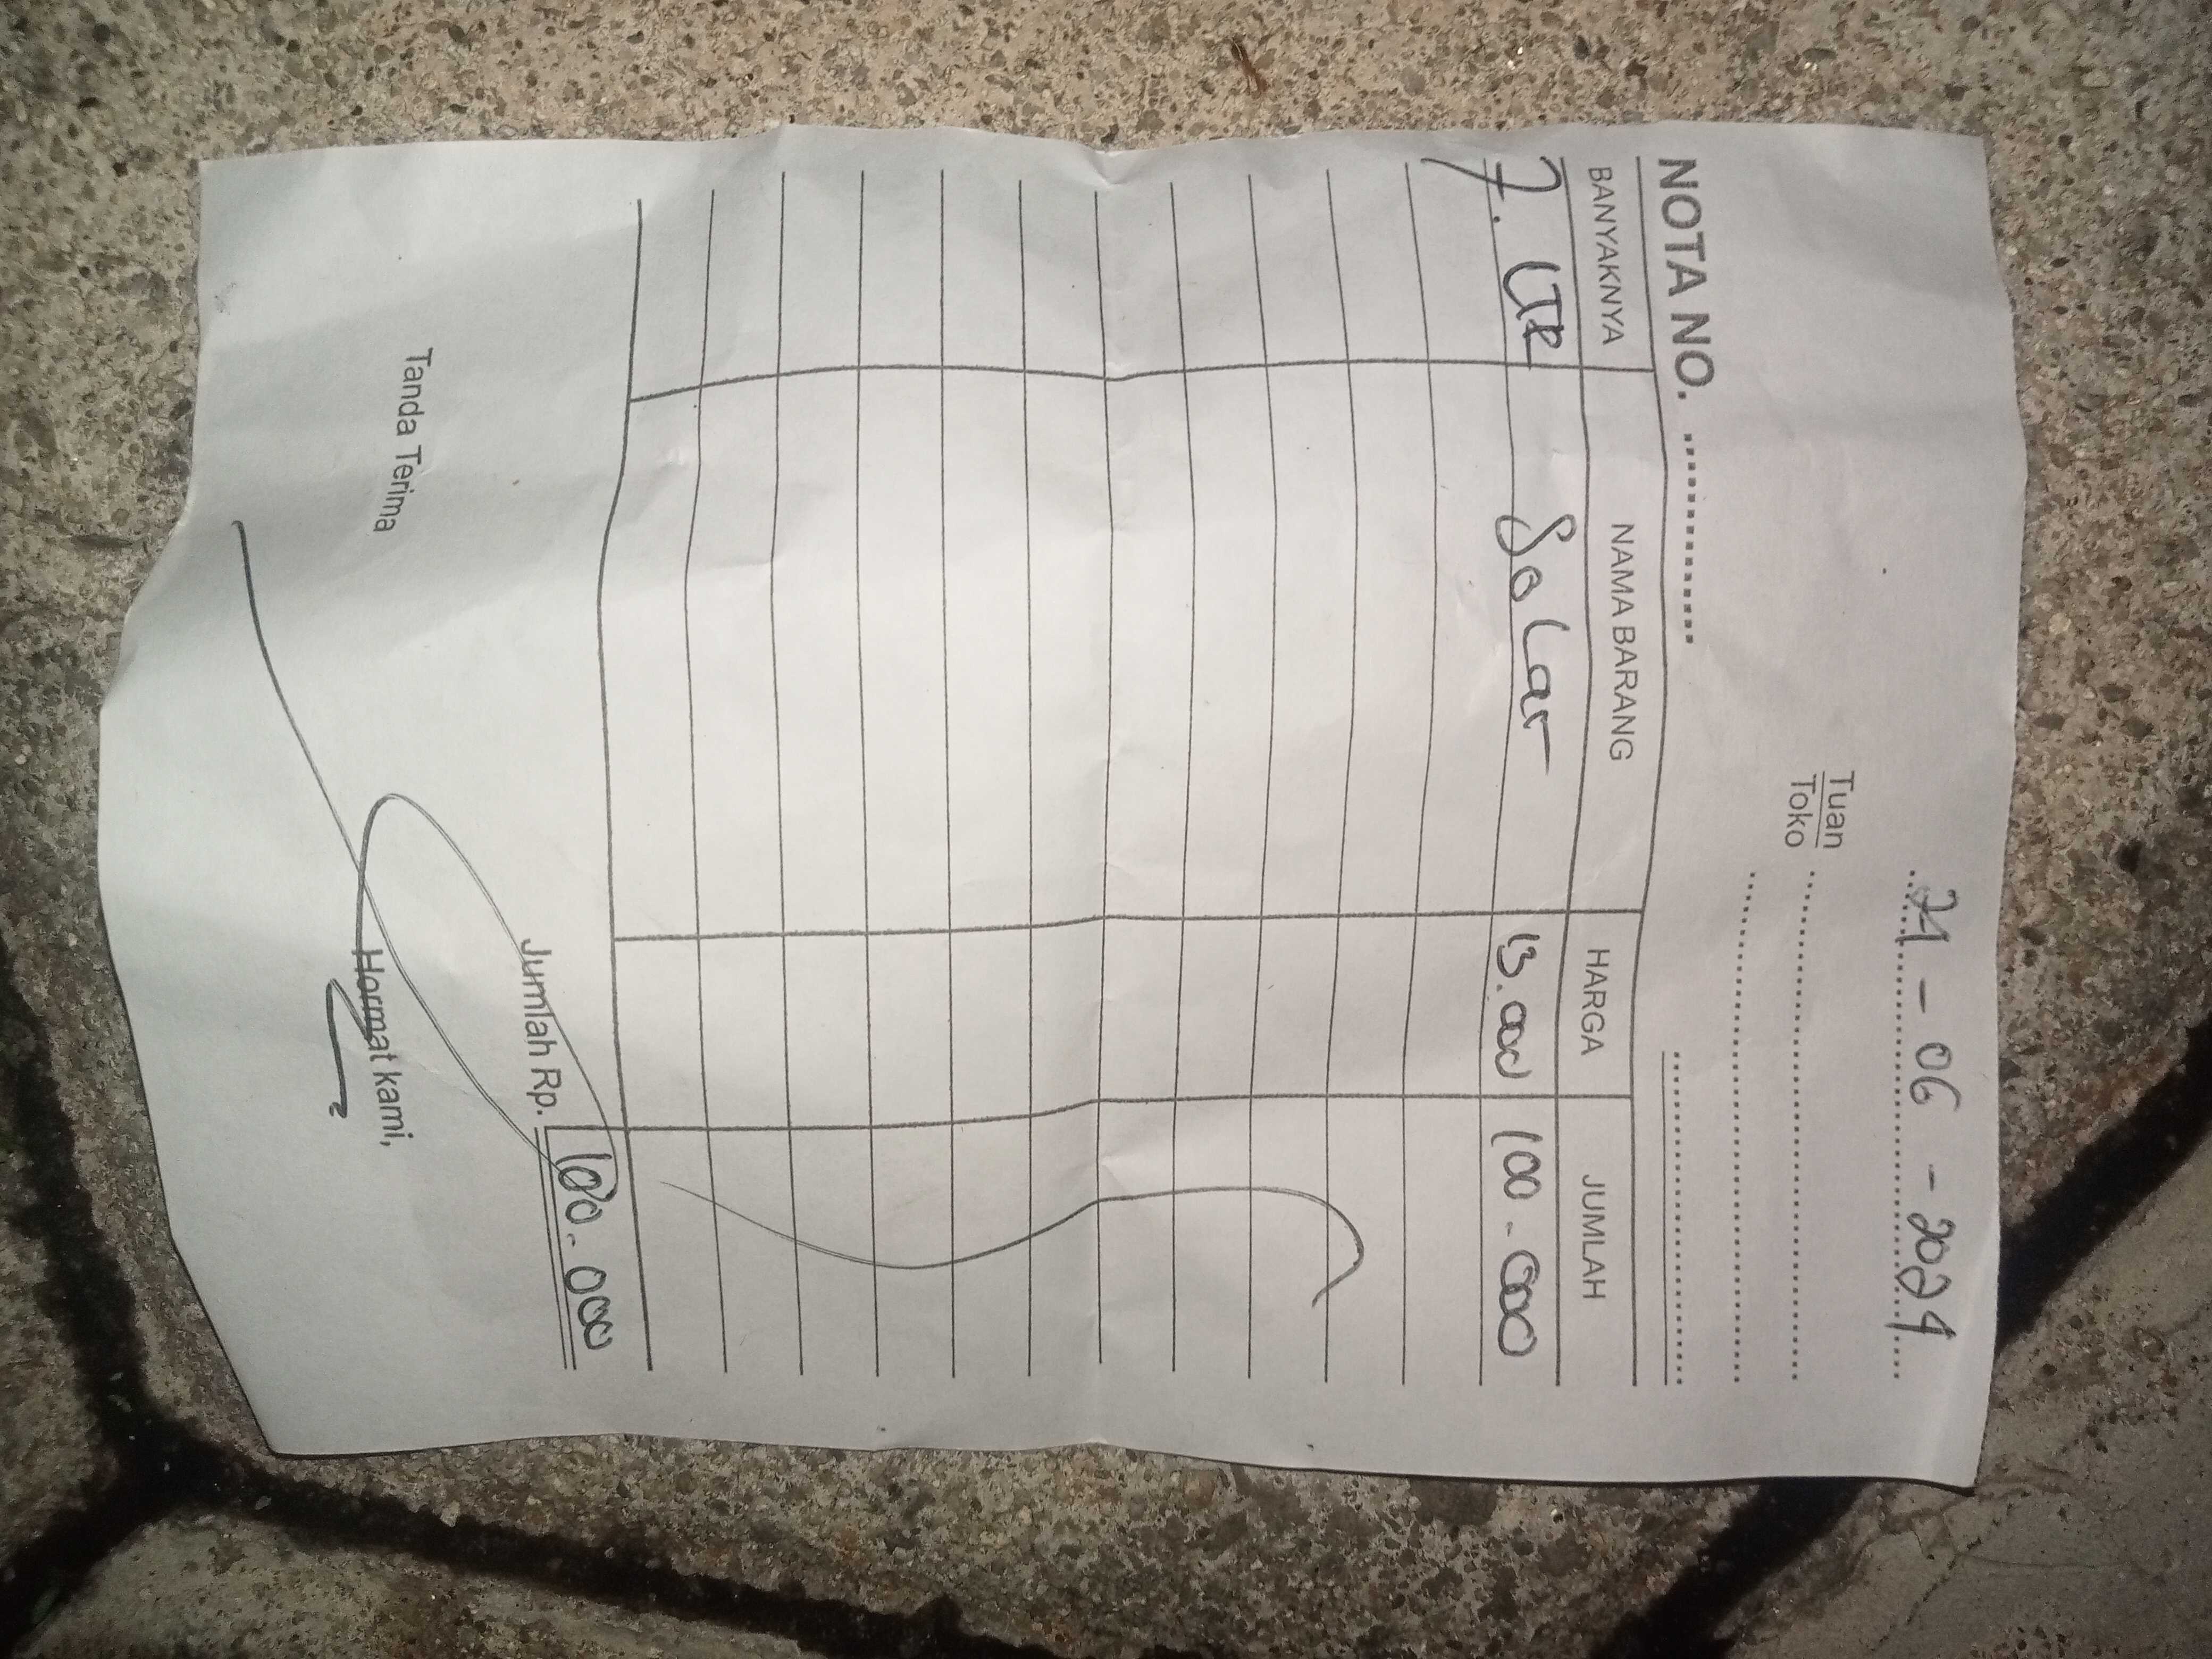 24 - 06 - 2024
Tuan
Toko
NOTA NO.
BANYAKNYA NAMA BARANG HARGA JUMLAH
7. LTR Solar 13.000 100.000
Jumlah Rp. 100.000
Tanda Terima Hormat kami,